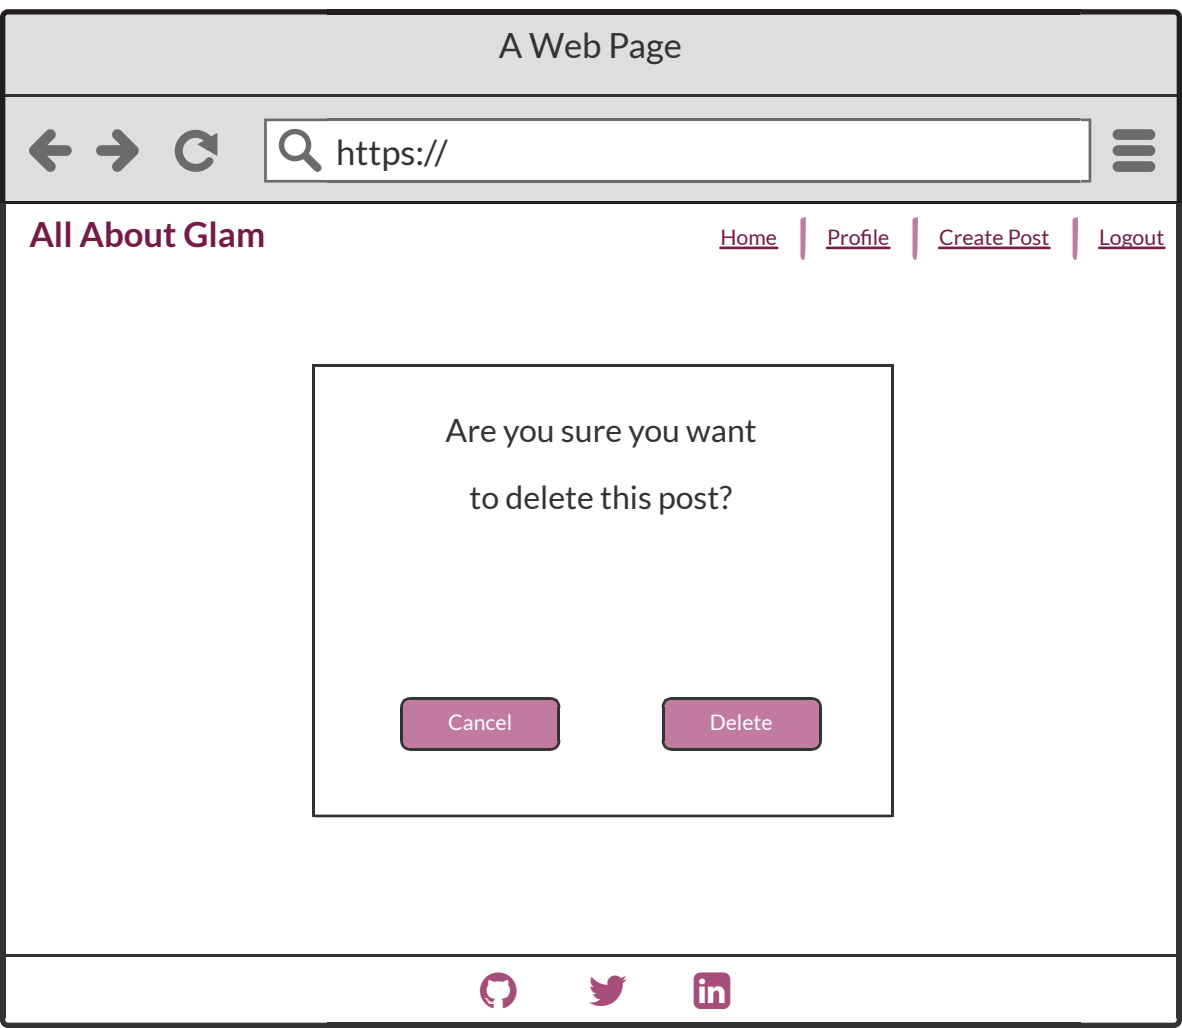 A Web Page
https://
All About Glam
Home
Profile
Create Post
Logout
Are you sure you want
to delete this post?
Cancel
Delete
in